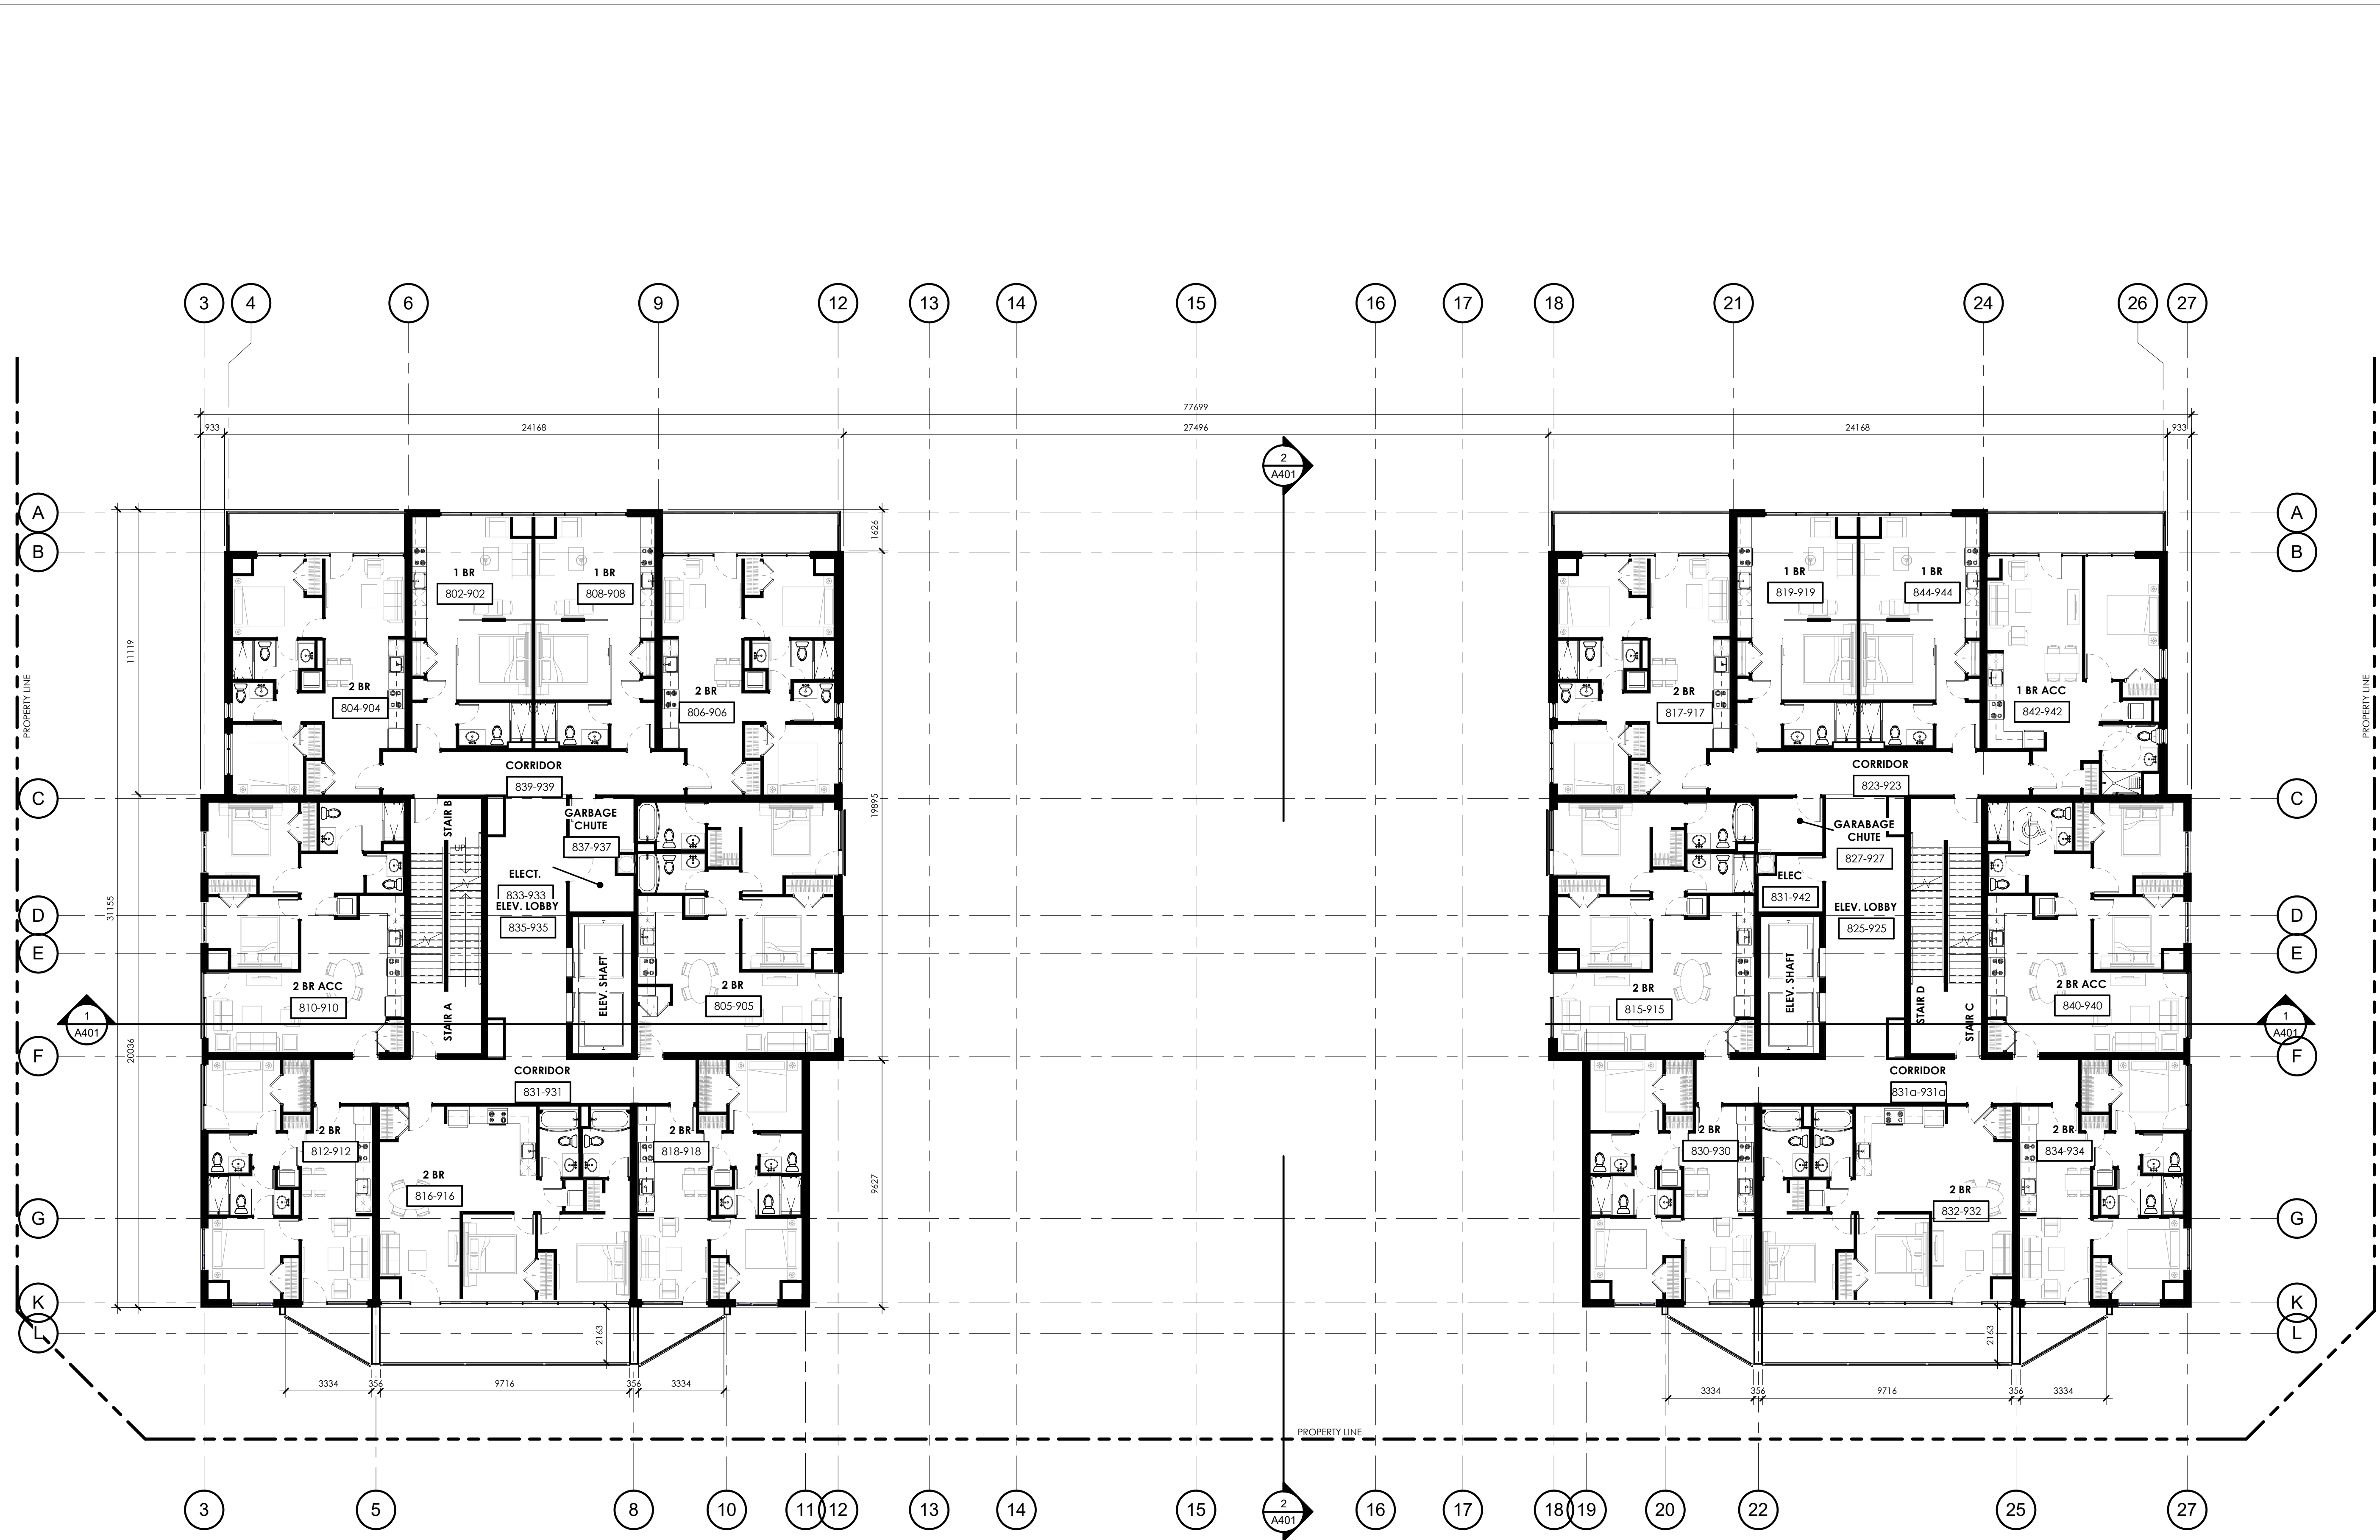 3
4
6
9
12
13
14
15
16
17
18
21
24
26
27
77699
933
24168
27496
24168
933
2
A401
A
A
B
B
1626
PROPERTY LINE
PROPERTY LINE
11119
1 BR
802-902
1 BR
808-908
2 BR
804-904
2 BR
806-906
1 BR
819-919
1 BR
844-944
2 BR
817-917
1 BR ACC
842-942
CORRIDOR
839-939
CORRIDOR
823-923
C
C
19895
STAIR B
UP
GARBAGE
CHUTE
837-937
ELECT.
833-933
ELEV. LOBBY
835-935
ELEV. SHAFT
STAIR A
GARABAGE
CHUTE
827-927
ELEC
831-942
ELEV. LOBBY
825-925
ELEV. SHAFT
STAIR D
STAIR C
31155
D
D
E
E
2 BR ACC
810-910
2 BR
805-905
2 BR
815-915
2 BR ACC
840-940
1
A401
1
A401
20036
F
F
CORRIDOR
831-931
CORRIDOR
831a-931a
2 BR
812-912
2 BR
816-916
2 BR
818-918
2 BR
830-930
2 BR
832-932
2 BR
834-934
9627
G
G
K
K
L
L
2163
2163
3334
356
9716
356
3334
3334
356
9716
356
3334
PROPERTY LINE
3
5
8
10
11
12
13
14
15
2
A401
16
17
18
19
20
22
25
27